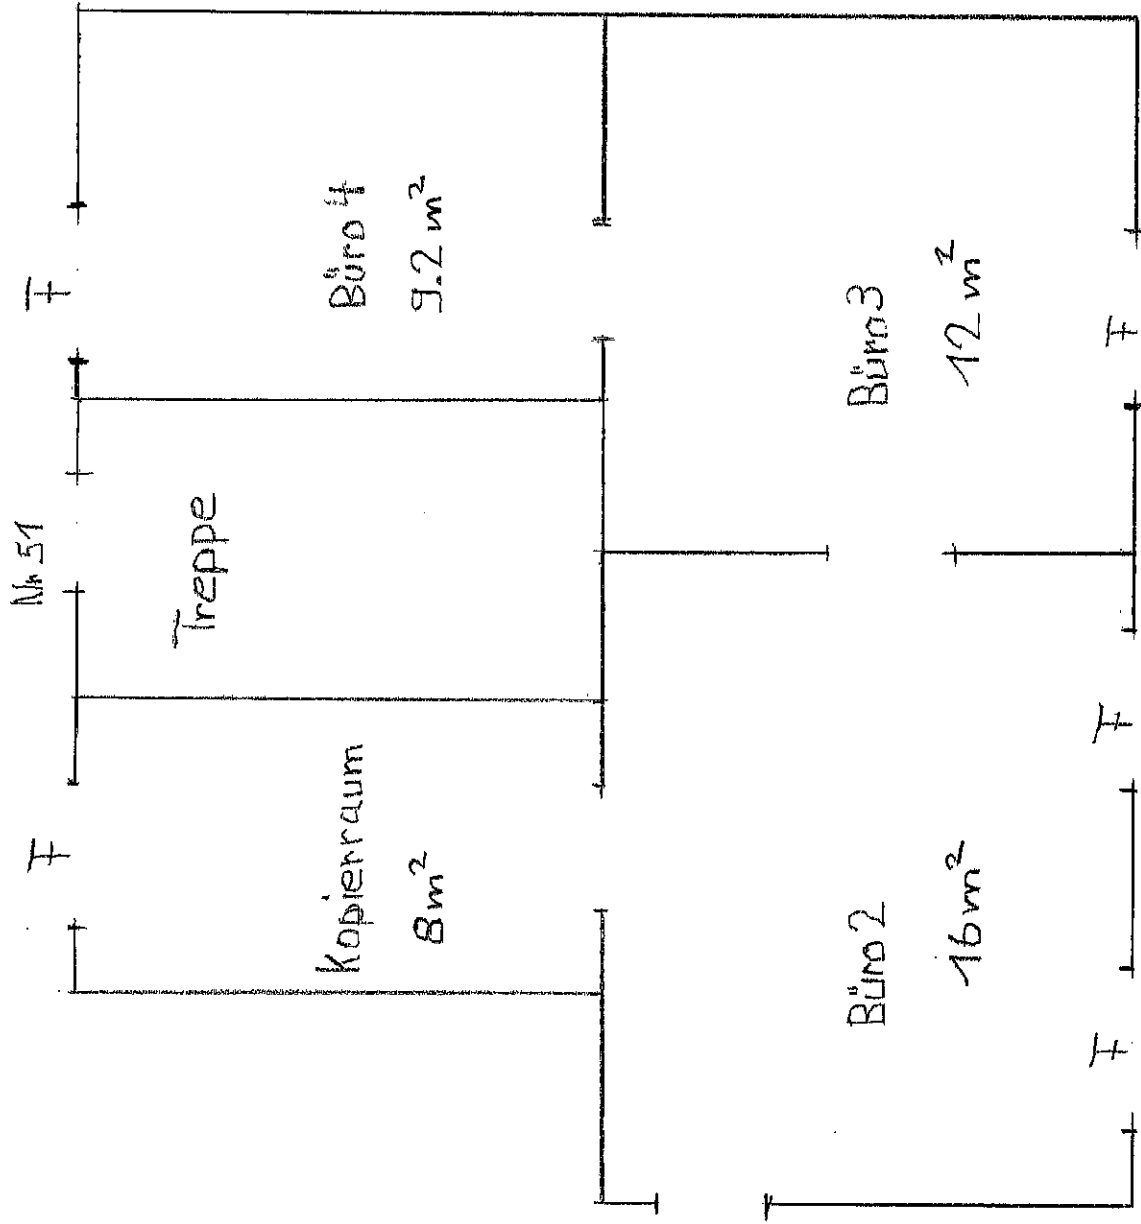 F
Nr 51
F
Treppe
Kopierraum
8 m²
Büro 4
9.2 m²
Büro 2
16 m²
Büro 3
12 m²
F
F
F